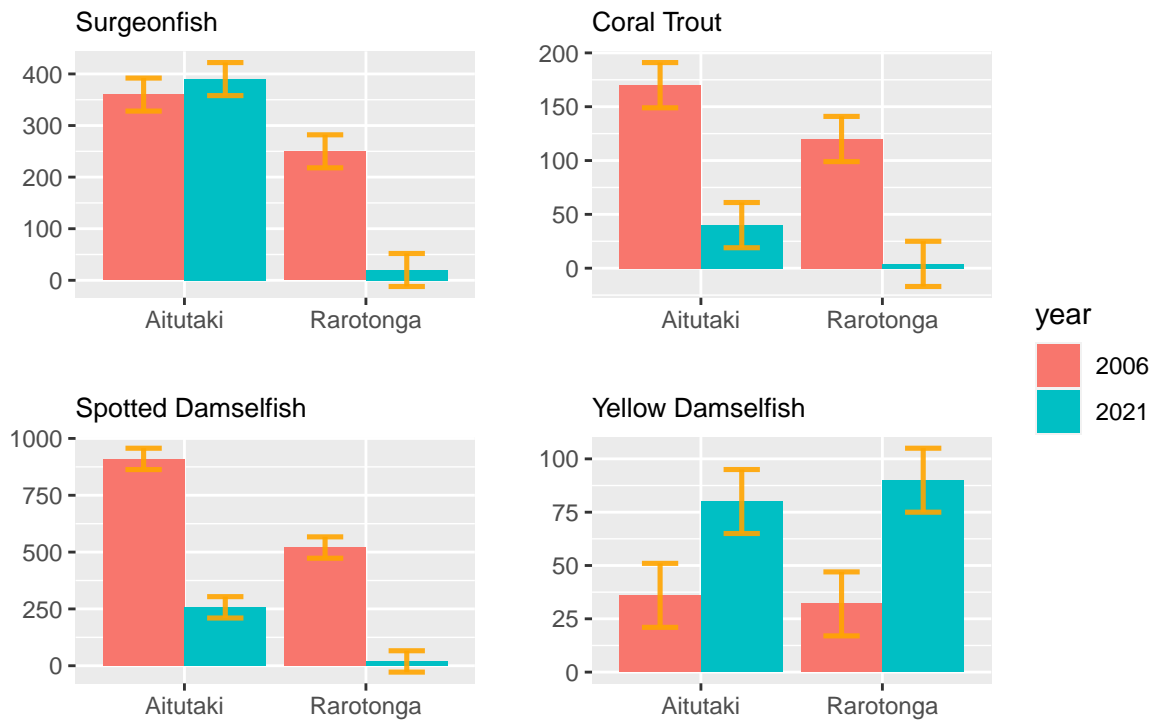 Surgeonfish
400
300
200
100
0
Aitutaki Rarotonga
Coral Trout
200
150
100
50
0
Aitutaki Rarotonga
Spotted Damselfish
1000
750
500
250
0
Aitutaki Rarotonga
Yellow Damselfish
100
75
50
25
0
Aitutaki Rarotonga
year
2006
2021